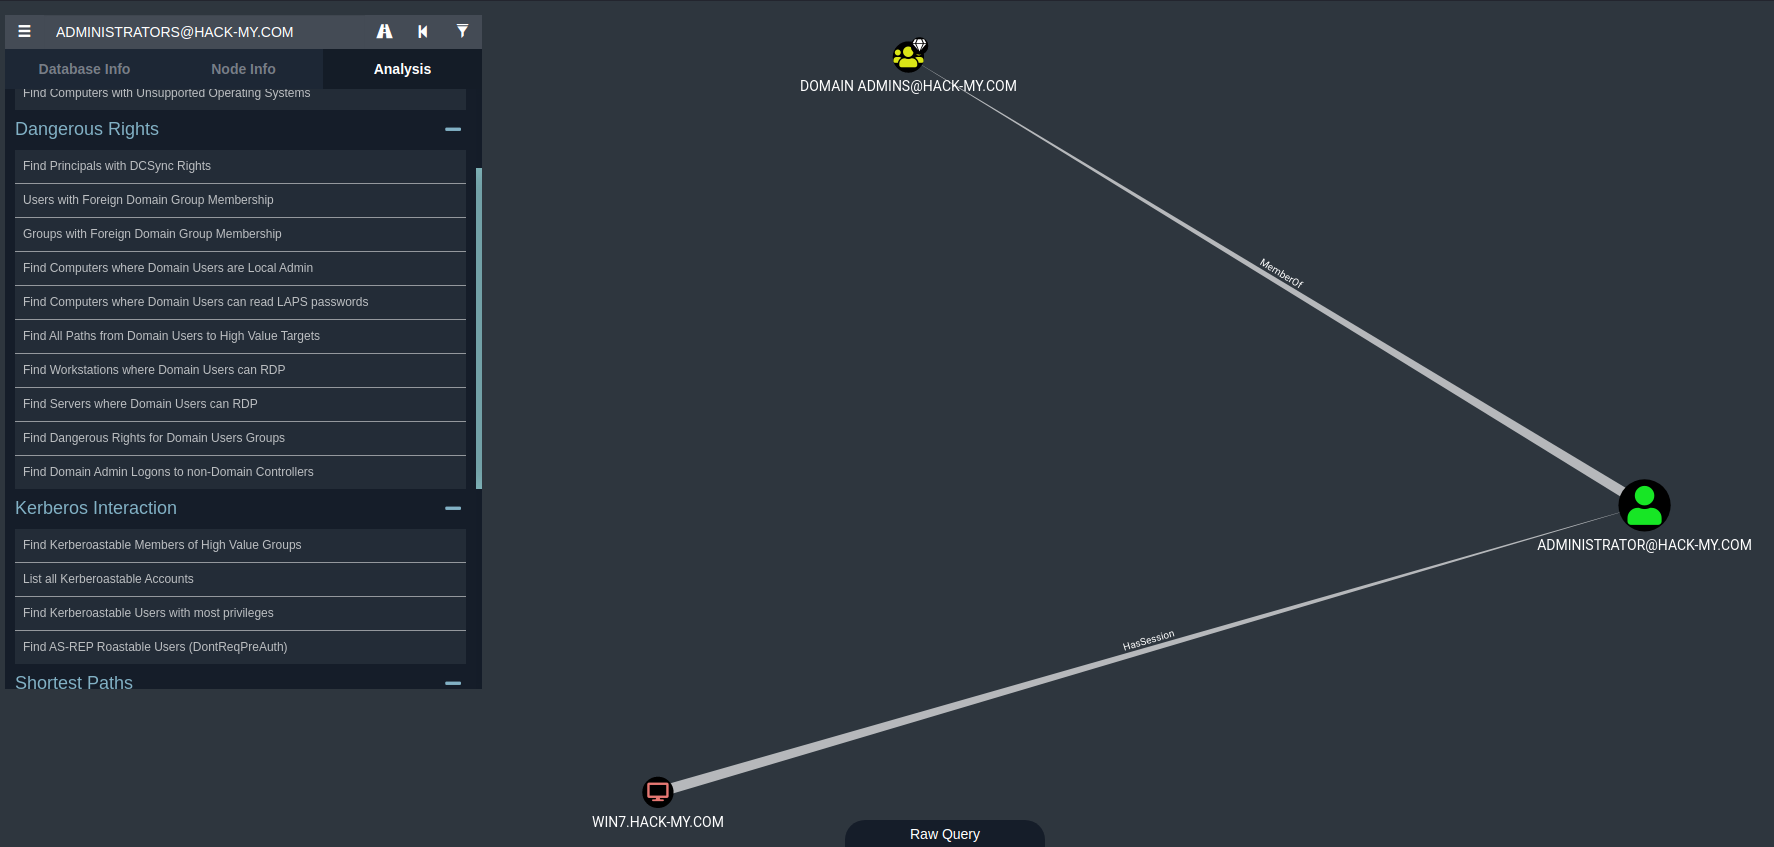 ADMINISTRATORS@HACK-MY.COM
Database Info
Node Info
Analysis
Find Computers with Unsupported Operating Systems
Dangerous Rights
Find Principals with DCSync Rights
Users with Foreign Domain Group Membership
Groups with Foreign Domain Group Membership
Find Computers where Domain Users are Local Admin
Find Computers where Domain Users can read LAPS passwords
Find All Paths from Domain Users to High Value Targets
Find Workstations where Domain Users can RDP
Find Servers where Domain Users can RDP
Find Dangerous Rights for Domain Users Groups
Find Domain Admin Logons to non-Domain Controllers
Kerberos Interaction
Find Kerberoastable Members of High Value Groups
List all Kerberoastable Accounts
Find Kerberoastable Users with most privileges
Find AS-REP Roastable Users (DontReqPreAuth)
Shortest Paths
DOMAIN ADMINS@HACK-MY.COM
MemberOf
ADMINISTRATOR@HACK-MY.COM
HasSession
WIN7.HACK-MY.COM
Raw Query